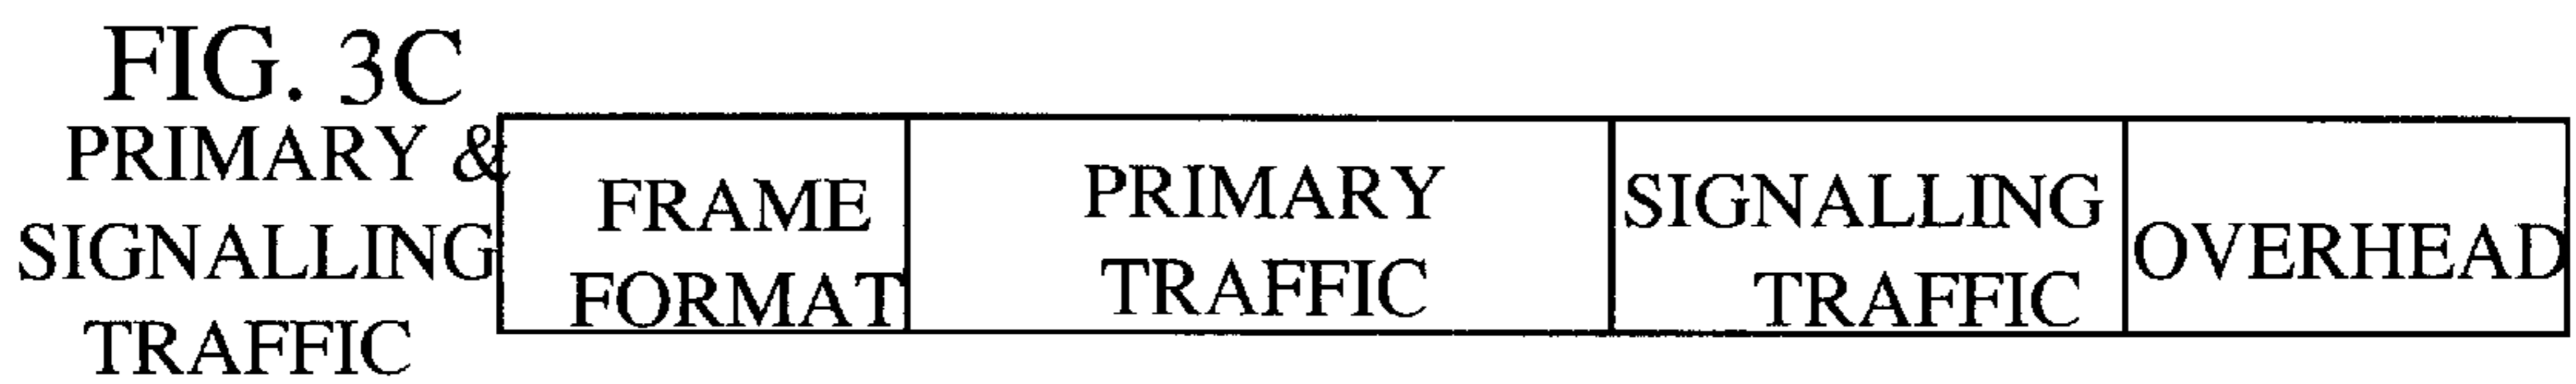 FIG. 3C
PRIMARY &
SIGNALLING
TRAFFIC
FRAME
FORMAT
PRIMARY
TRAFFIC
SIGNALLING
TRAFFIC
OVERHEAD